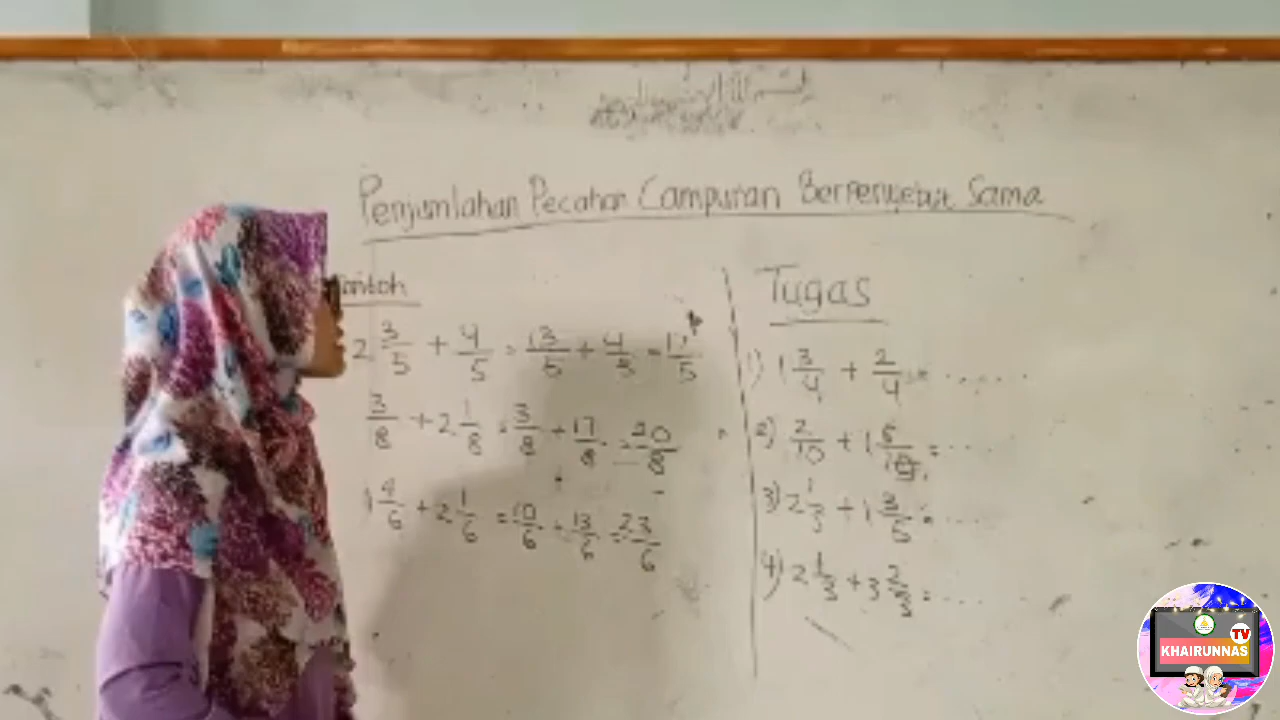 Penjumlahan Pecahan Campuran Berpenyebut Sama
Contoh
2 3/5 + 4/5 = 13/5 + 4/5 = 17/5
3/8 + 2 1/8 = 3/8 + 17/8 = 20/8
1 4/6 + 2 1/6 = 10/6 + 13/6 = 23/6
Tugas
1) 1 3/4 + 2/4 = ......
2) 2/10 + 1 6/10 = ....
3) 2 1/5 + 1 3/5 = ....
4) 2 1/3 + 3 2/3 = ....
TV
KHAIRUNNAS